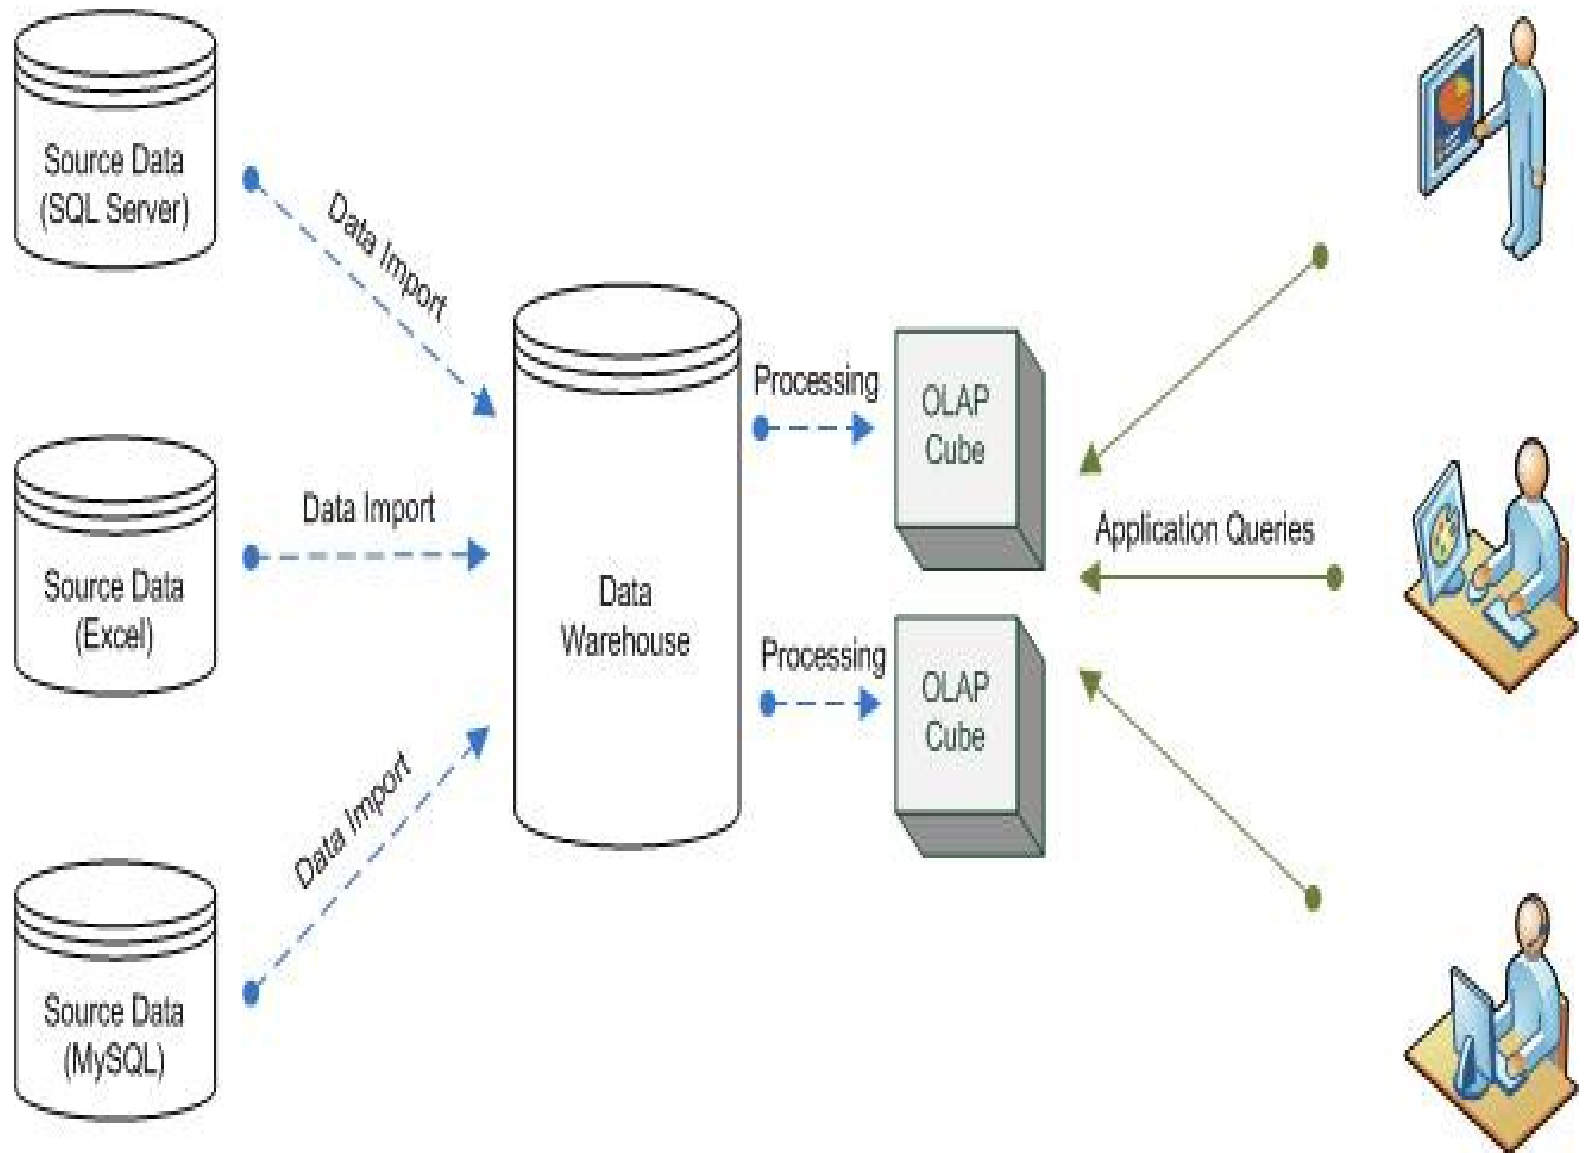 Source Data
(SQL Server)
Data Import
Source Data
(Excel)
Data Import
Source Data
(MySQL)
Data Import
Data
Warehouse
Processing
OLAP
Cube
Processing
OLAP
Cube
Application Queries